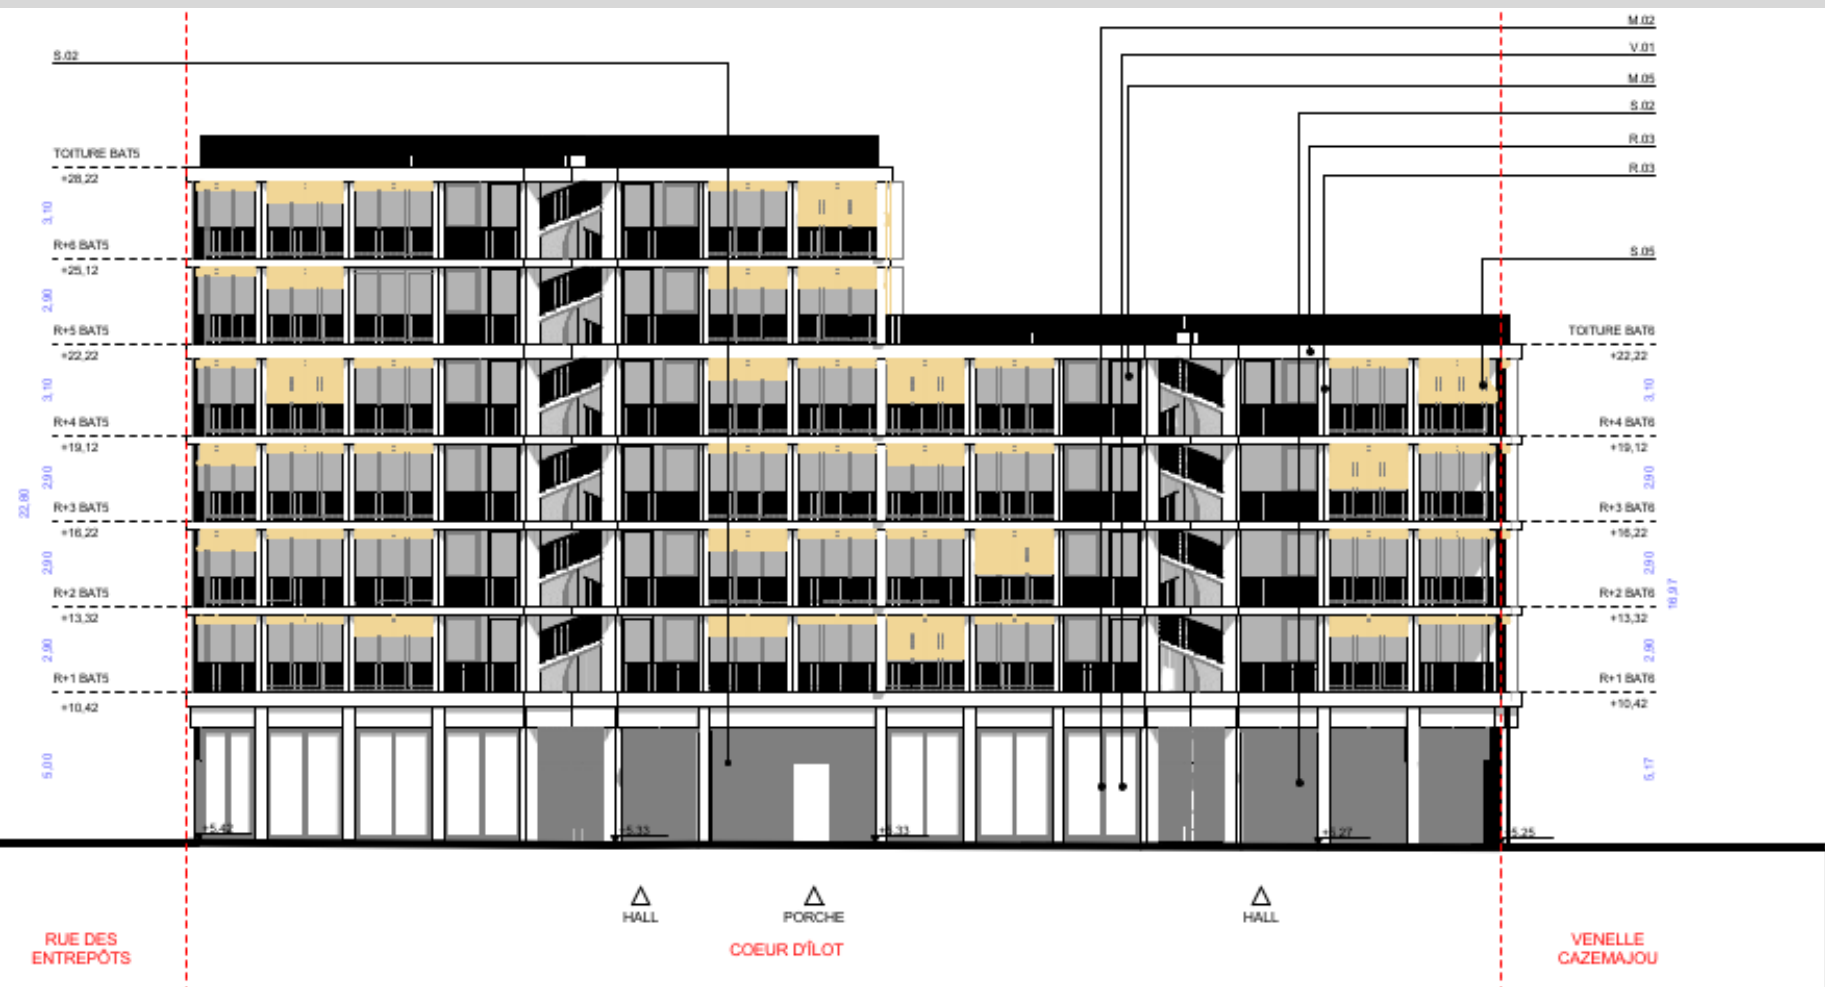 M.02
V.01
M.05
S.02
R.03
R.03
S.05
S.02
TOITURE BAT5
+28,22
3,10
R+6 BAT5
+25,12
2,90
R+5 BAT5
+22,22
3,10
R+4 BAT5
+19,12
2,90
R+3 BAT5
+16,22
2,90
R+2 BAT5
+13,32
2,90
R+1 BAT5
+10,42
5,00
22,80
TOITURE BAT6
+22,22
3,10
R+4 BAT6
+19,12
2,90
R+3 BAT6
+16,22
2,90
R+2 BAT6
+13,32
2,90
R+1 BAT6
+10,42
5,17
16,97
+5.42
+5.33
+5.33
+5.27
+5.25
HALL
PORCHE
HALL
RUE DES
ENTREPÔTS
COEUR D'ÎLOT
VENELLE
CAZEMAJOU